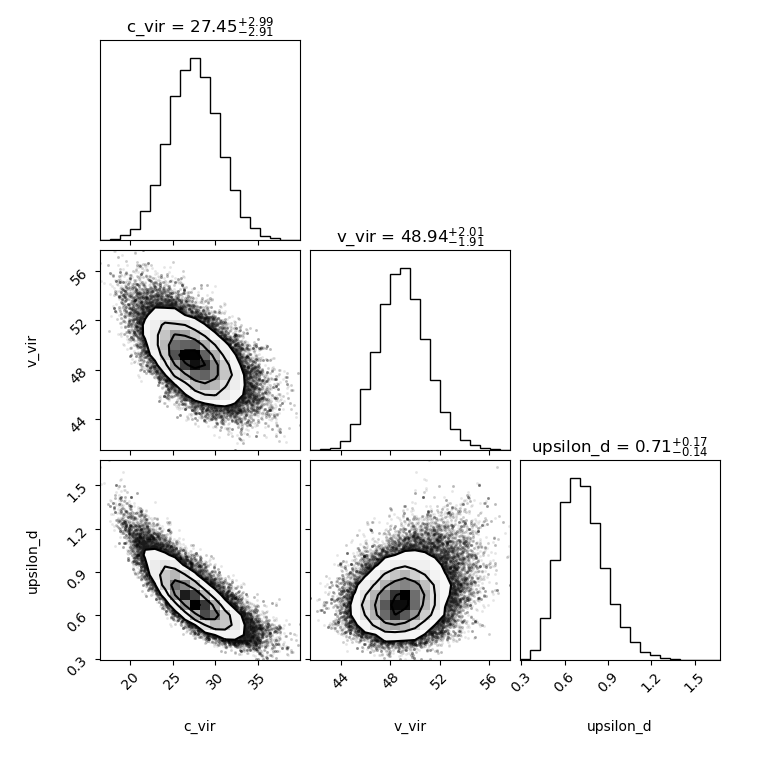 c_vir = 27.45+2.99−2.91
v_vir = 48.94+2.01−1.91
upsilon_d = 0.71+0.17−0.14
56
52
48
44
v_vir
1.5
1.2
0.9
0.6
0.3
upsilon_d
20 25 30 35
44 48 52 56
0.3 0.6 0.9 1.2 1.5
c_vir v_vir upsilon_d